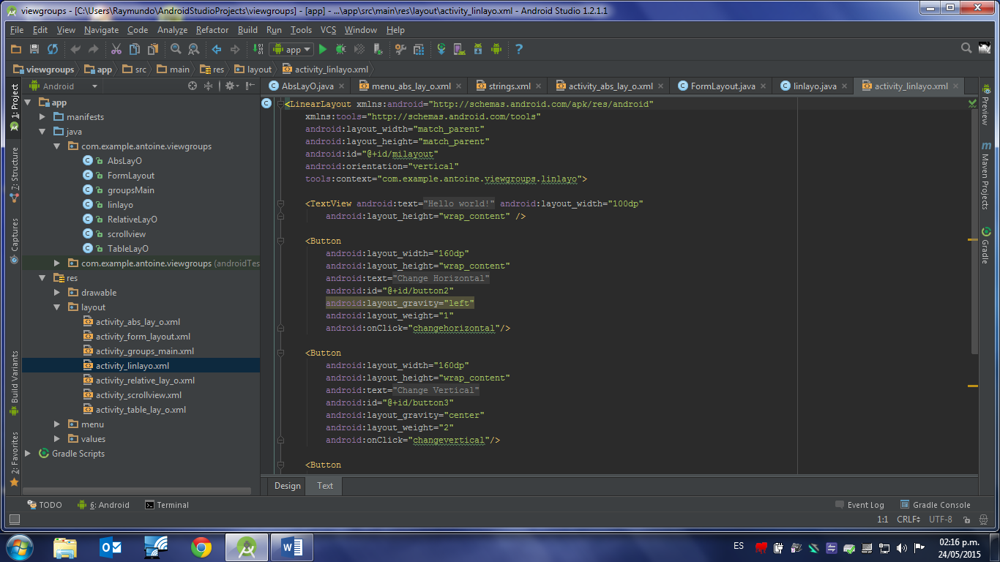 viewgroups - [C:\Users\Raymundo\AndroidStudioProjects\viewgroups] - [app] - ...\app\src\main\res\layout\activity_linlayo.xml - Android Studio 1.2.1.1
File Edit View Navigate Code Analyze Refactor Build Run Tools VCS Window Help
app
viewgroups app src main res layout activity_linlayo.xml
Android
AbsLayO.java menu_abs_lay_o.xml strings.xml activity_abs_lay_o.xml FormLayout.java linlayo.java activity_linlayo.xml
1: Project
7: Structure
Captures
Build Variants
2: Favorites
app
manifests
java
com.example.antoine.viewgroups
AbsLayO
FormLayout
groupsMain
linlayo
RelativeLayO
scrollview
TableLayO
com.example.antoine.viewgroups (androidTes
res
drawable
layout
activity_abs_lay_o.xml
activity_form_layout.xml
activity_groups_main.xml
activity_linlayo.xml
activity_relative_lay_o.xml
activity_scrollview.xml
activity_table_lay_o.xml
menu
values
Gradle Scripts
<LinearLayout xmlns:android="http://schemas.android.com/apk/res/android"
xmlns:tools="http://schemas.android.com/tools"
android:layout_width="match_parent"
android:layout_height="match_parent"
android:id="@+id/milayout"
android:orientation="vertical"
tools:context="com.example.antoine.viewgroups.linlayo">
<TextView android:text="Hello world!" android:layout_width="100dp"
android:layout_height="wrap_content" />
<Button
android:layout_width="160dp"
android:layout_height="wrap_content"
android:text="Change Horizontal"
android:id="@+id/button2"
android:layout_gravity="left"
android:layout_weight="1"
android:onClick="changehorizontal"/>
<Button
android:layout_width="160dp"
android:layout_height="wrap_content"
android:text="Change Vertical"
android:id="@+id/button3"
android:layout_gravity="center"
android:layout_weight="2"
android:onClick="changevertical"/>
<Button
Preview
Maven Projects
Gradle
Design Text
TODO 6: Android Terminal Event Log Gradle Console
1:1 CRLF UTF-8
ES
02:16 p.m.
24/05/2015